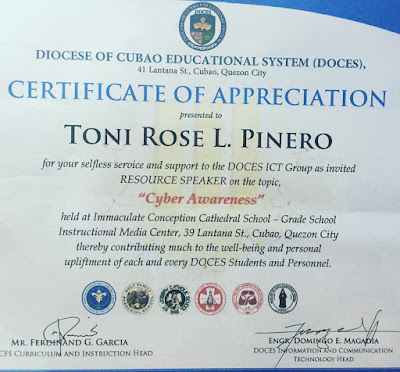 DOCES
DIOCESE OF CUBAO EDUCATIONAL SYSTEM (DOCES),
41 Lantana St., Cubao, Quezon City
CERTIFICATE OF APPRECIATION
presented to
TONI ROSE L. PINERO
for your selfless service and support to the DOCES ICT Group as invited
RESOURCE SPEAKER on the topic,
“Cyber Awareness”
held at Immaculate Conception Cathedral School – Grade School
Instructional Media Center, 39 Lantana St., Cubao, Quezon City
thereby contributing much to the well-being and personal
upliftment of each and every DOCES Students and Personnel.
MR. FERDINAND G. GARCIA
CES CURRICULUM AND INSTRUCTION HEAD
ENGR. DOMINGO E. MAGADIA
DOCES INFORMATION AND COMMUNICATION
TECHNOLOGY HEAD